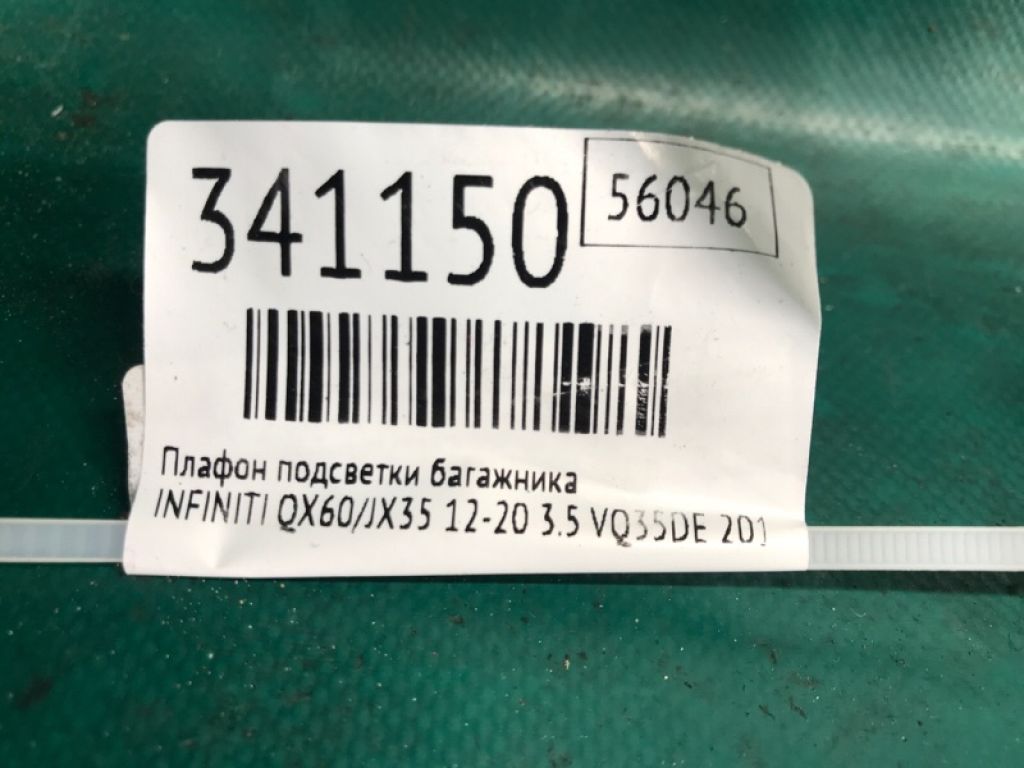 341150
56046
Плафон подсветки багажника
INFINITI QX60/JX35 12-20 3.5 VQ35DE 201